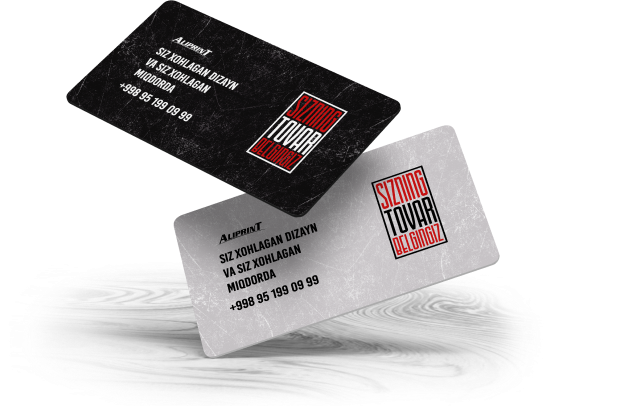 ALIPRINT
SIZ XOHLAGAN DIZAYN
VA SIZ XOHLAGAN
MIQDORDA
+998 95 199 09 99
SIZNING
TOVAR
BELGINGIZ
ALIPRINT
SIZ XOHLAGAN DIZAYN
VA SIZ XOHLAGAN
MIQDORDA
+998 95 199 09 99
SIZNING
TOVAR
BELGINGIZ